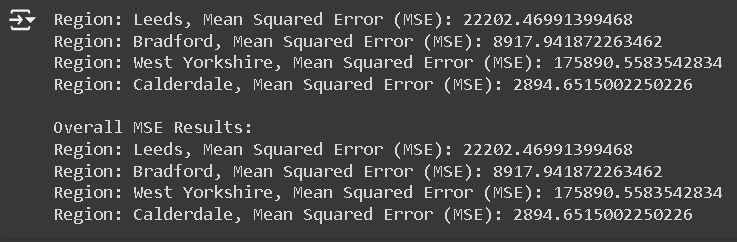 Region: Leeds, Mean Squared Error (MSE): 22202.46991399468
Region: Bradford, Mean Squared Error (MSE): 8917.941872263462
Region: West Yorkshire, Mean Squared Error (MSE): 175890.5583542834
Region: Calderdale, Mean Squared Error (MSE): 2894.6515002250226
Overall MSE Results:
Region: Leeds, Mean Squared Error (MSE): 22202.46991399468
Region: Bradford, Mean Squared Error (MSE): 8917.941872263462
Region: West Yorkshire, Mean Squared Error (MSE): 175890.5583542834
Region: Calderdale, Mean Squared Error (MSE): 2894.6515002250226